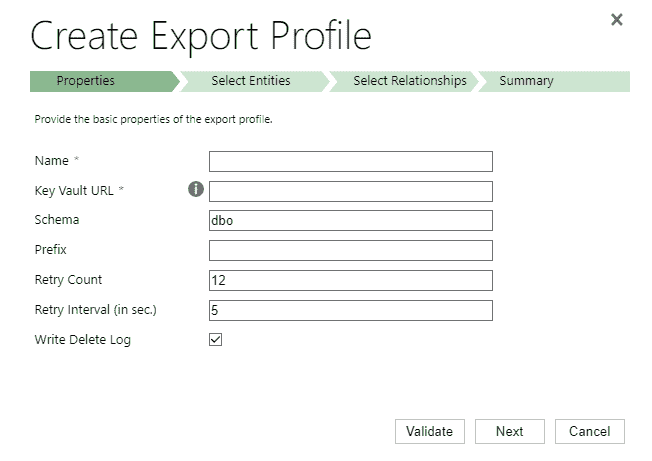 Create Export Profile
Properties Select Entities Select Relationships Summary
Provide the basic properties of the export profile.
Name *
Key Vault URL *
Schema dbo
Prefix
Retry Count 12
Retry Interval (in sec.) 5
Write Delete Log
Validate Next Cancel